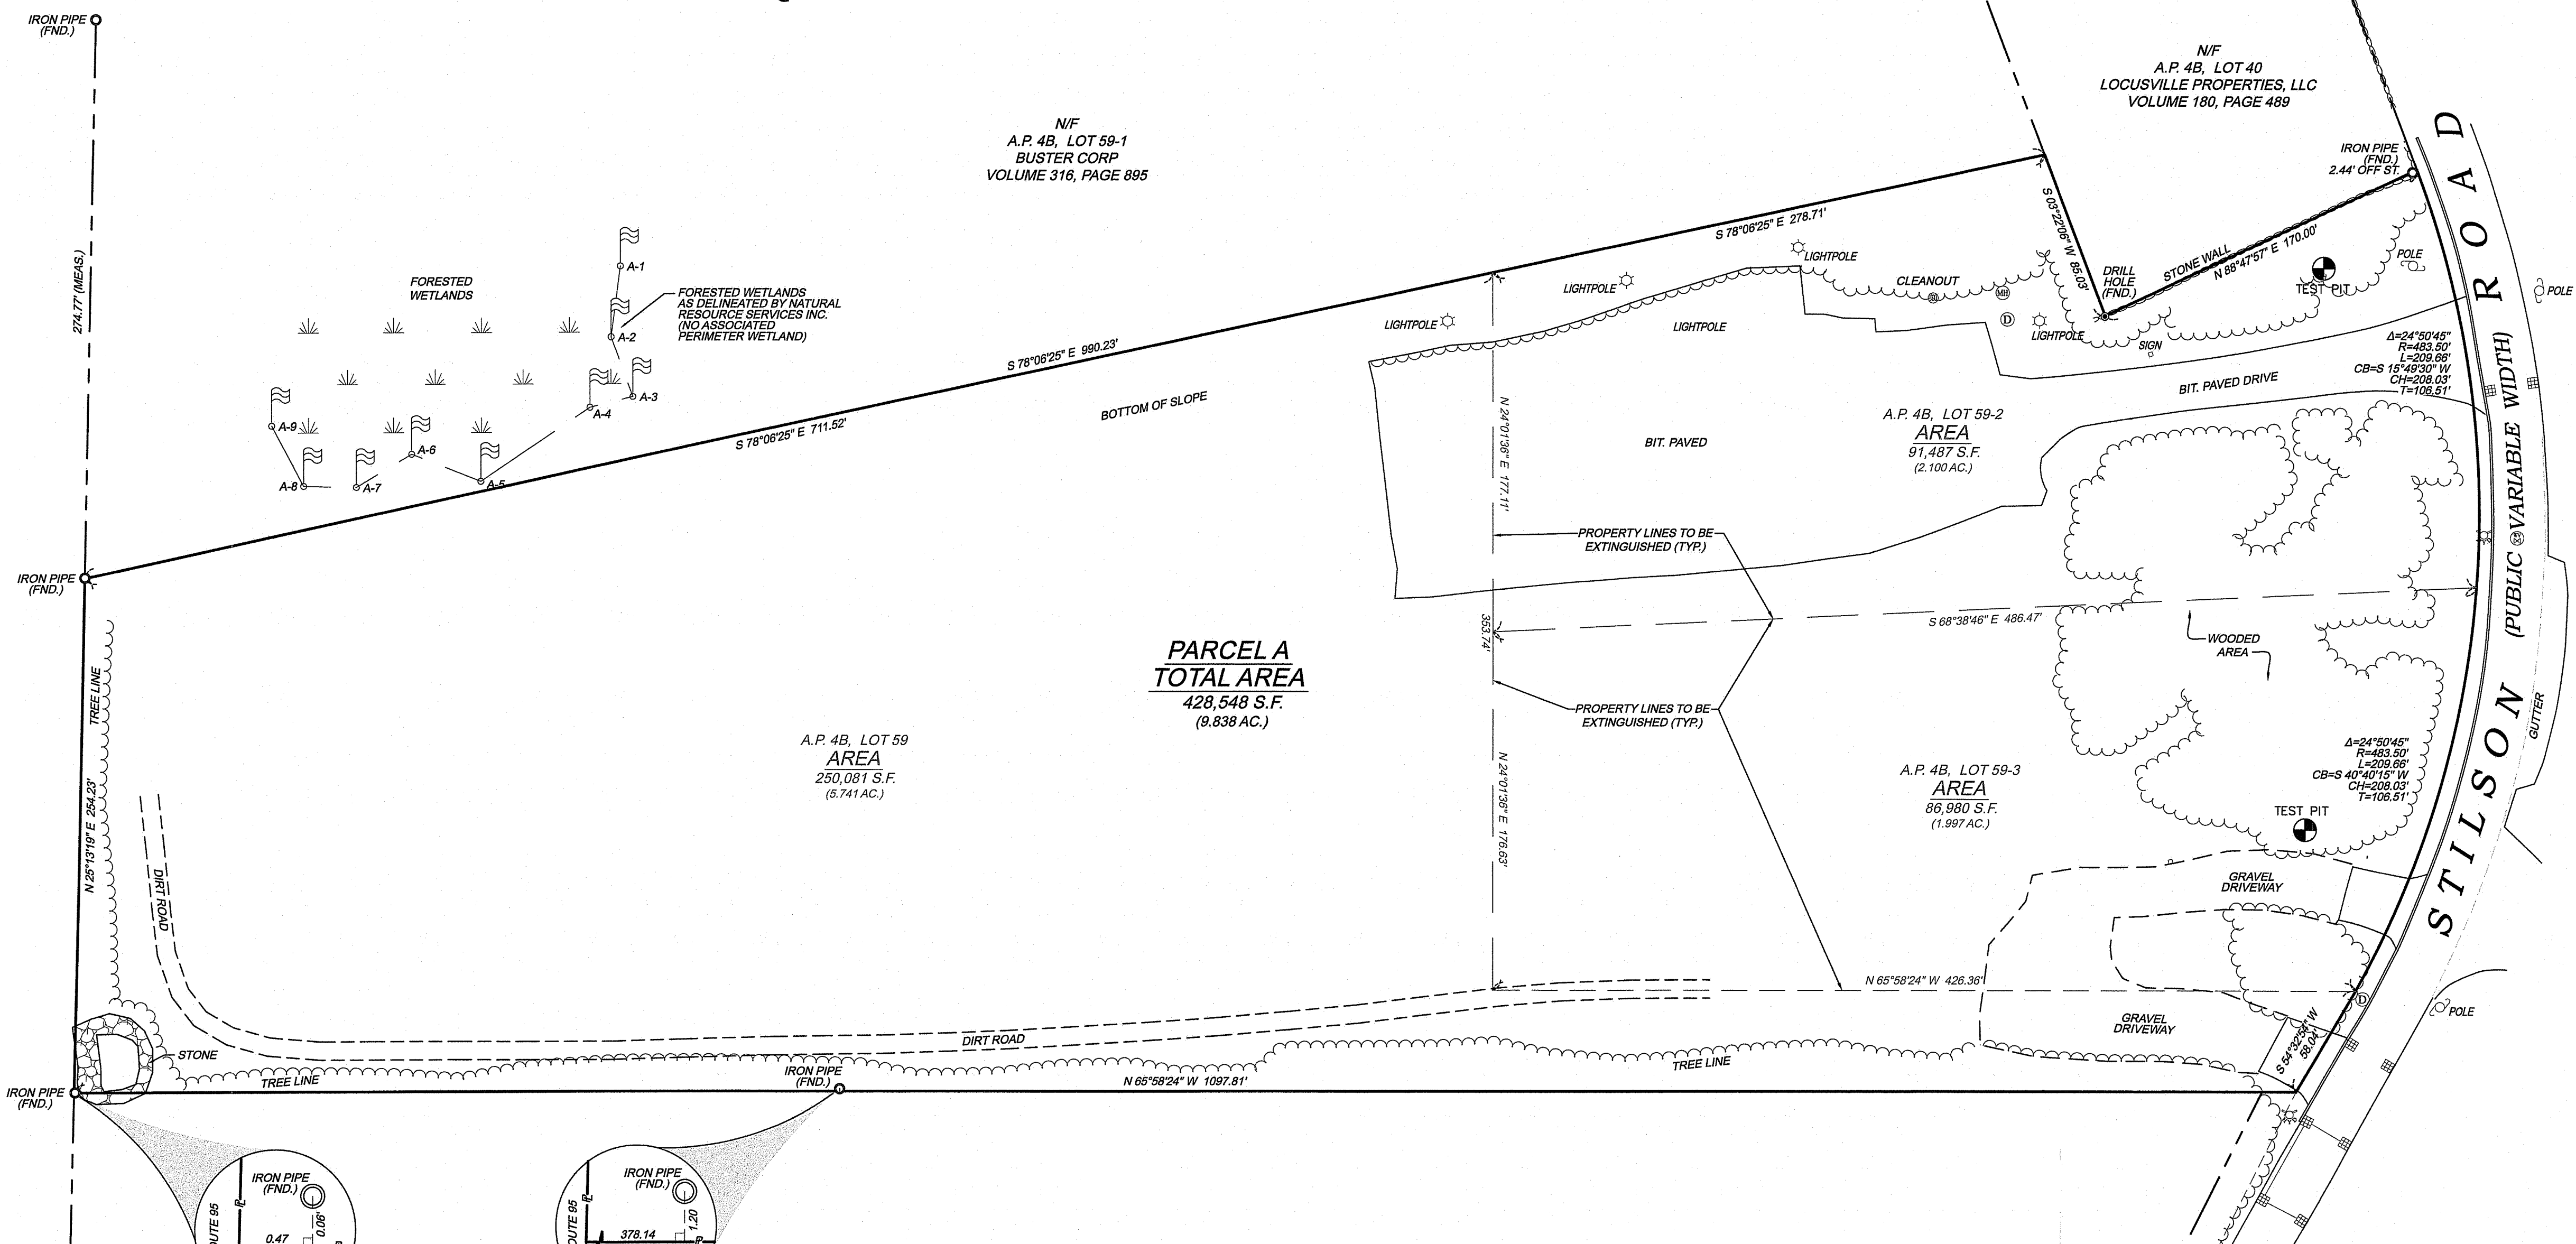 IRON PIPE
(FND.)
274.77' (MEAS.)
N/F
A.P. 4B, LOT 59-1
BUSTER CORP
VOLUME 316, PAGE 895
N/F
A.P. 4B, LOT 40
LOCUSVILLE PROPERTIES, LLC
VOLUME 180, PAGE 489
IRON PIPE
(FND.)
2.44' OFF ST.
STILSON ROAD
(PUBLIC VARIABLE WIDTH)
FORESTED
WETLANDS
A-1
FORESTED WETLANDS
AS DELINEATED BY NATURAL
RESOURCE SERVICES INC.
(NO ASSOCIATED
PERIMETER WETLAND)
A-2
A-3
A-4
A-5
A-6
A-7
A-8
A-9
S 78°06'25" E 990.23'
S 78°06'25" E 711.52'
S 78°06'25" E 278.71'
BOTTOM OF SLOPE
S 03°22'06" W 85.03'
DRILL
HOLE
(FND.)
STONE WALL
N 88°47'57" E 170.00'
TEST PIT
POLE
POLE
LIGHTPOLE
LIGHTPOLE
LIGHTPOLE
LIGHTPOLE
LIGHTPOLE
CLEANOUT
MH
D
SIGN
Δ=24°50'45"
R=483.50'
L=209.66'
CB=S 15°49'30" W
CH=208.03'
T=106.51'
BIT. PAVED DRIVE
BIT. PAVED
A.P. 4B, LOT 59-2
AREA
91,487 S.F.
(2.100 AC.)
N 24°01'36" E 177.11'
PROPERTY LINES TO BE
EXTINGUISHED (TYP.)
IRON PIPE
(FND.)
353.74'
S 68°38'46" E 486.47'
WOODED
AREA
PARCEL A
TOTAL AREA
428,548 S.F.
(9.838 AC.)
PROPERTY LINES TO BE
EXTINGUISHED (TYP.)
GUTTER
TREE LINE
A.P. 4B, LOT 59
AREA
250,081 S.F.
(5.741 AC.)
N 24°01'36" E 176.63'
A.P. 4B, LOT 59-3
AREA
86,980 S.F.
(1.997 AC.)
Δ=24°50'45"
R=483.50'
L=209.66'
CB=S 40°40'15" W
CH=208.03'
T=106.51'
TEST PIT
N 25°13'19" E 254.23'
DIRT ROAD
GRAVEL
DRIVEWAY
N 65°58'24" W 426.36'
D
POLE
GRAVEL
DRIVEWAY
S 54°32'54" W
58.04'
STONE
DIRT ROAD
TREE LINE
IRON PIPE
(FND.)
TREE LINE
IRON PIPE
(FND.)
N 65°58'24" W 1097.81'
IRON PIPE
(FND.)
OUTE 95
0.06'
0.47
IRON PIPE
(FND.)
OUTE 95
1.20
378.14